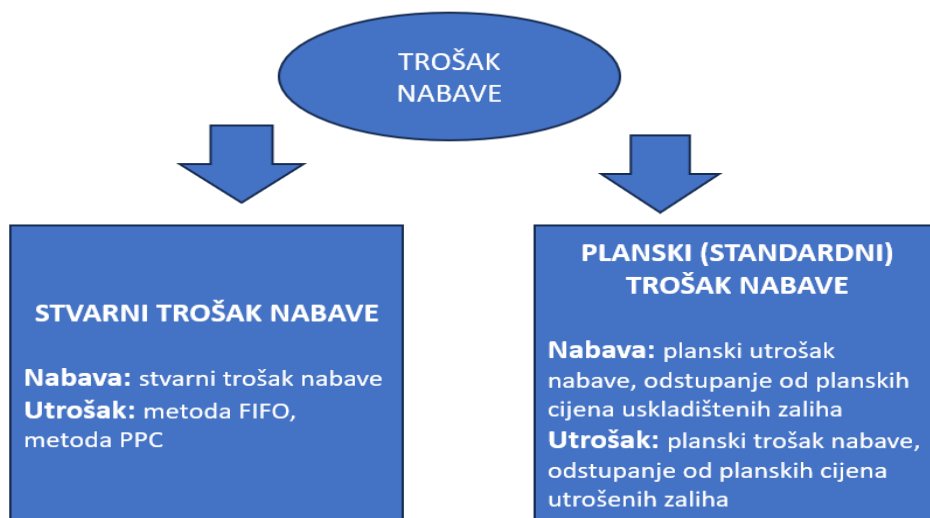 TROŠAK
NABAVE
STVARNI TROŠAK NABAVE
Nabava: stvarni trošak nabave
Utrošak: metoda FIFO,
metoda PPC
PLANSKI (STANDARDNI)
TROŠAK NABAVE
Nabava: planski utrošak
nabave, odstupanje od planskih
cijena uskladištenih zaliha
Utrošak: planski trošak nabave,
odstupanje od planskih cijena
utrošenih zaliha